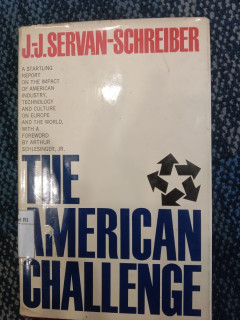 J.-J. SERVAN-SCHREIBER
A STARTLING
REPORT
ON THE IMPACT
OF AMERICAN
INDUSTRY,
TECHNOLOGY
AND CULTURE
ON EUROPE
AND THE WORLD.
WITH A
FOREWORD
BY ARTHUR
SCHLESINGER, JR.
THE
AMERICAN
CHALLENGE